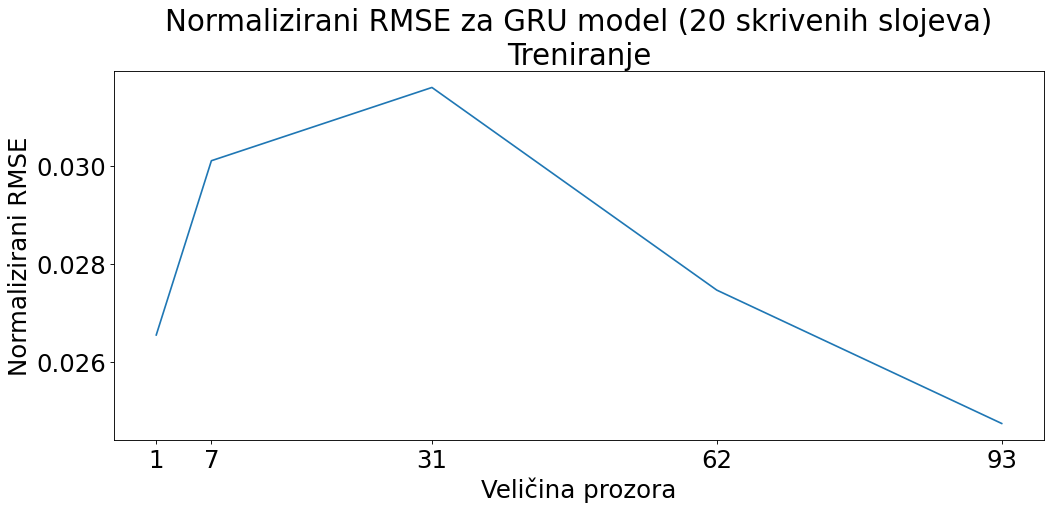 Normalizirani RMSE za GRU model (20 skrivenih slojeva)
Treniranje
Normalizirani RMSE
0.030
0.028
0.026
1 7 31 62 93
Veličina prozora